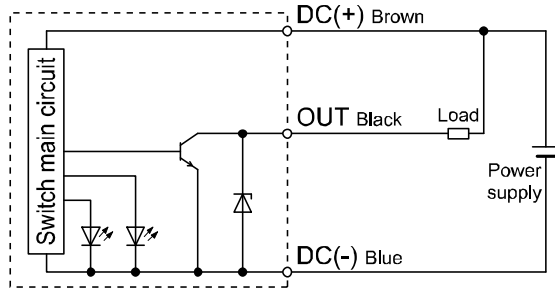 DC(+) Brown
Switch main circuit
OUT Black
Load
Power
supply
DC(-) Blue